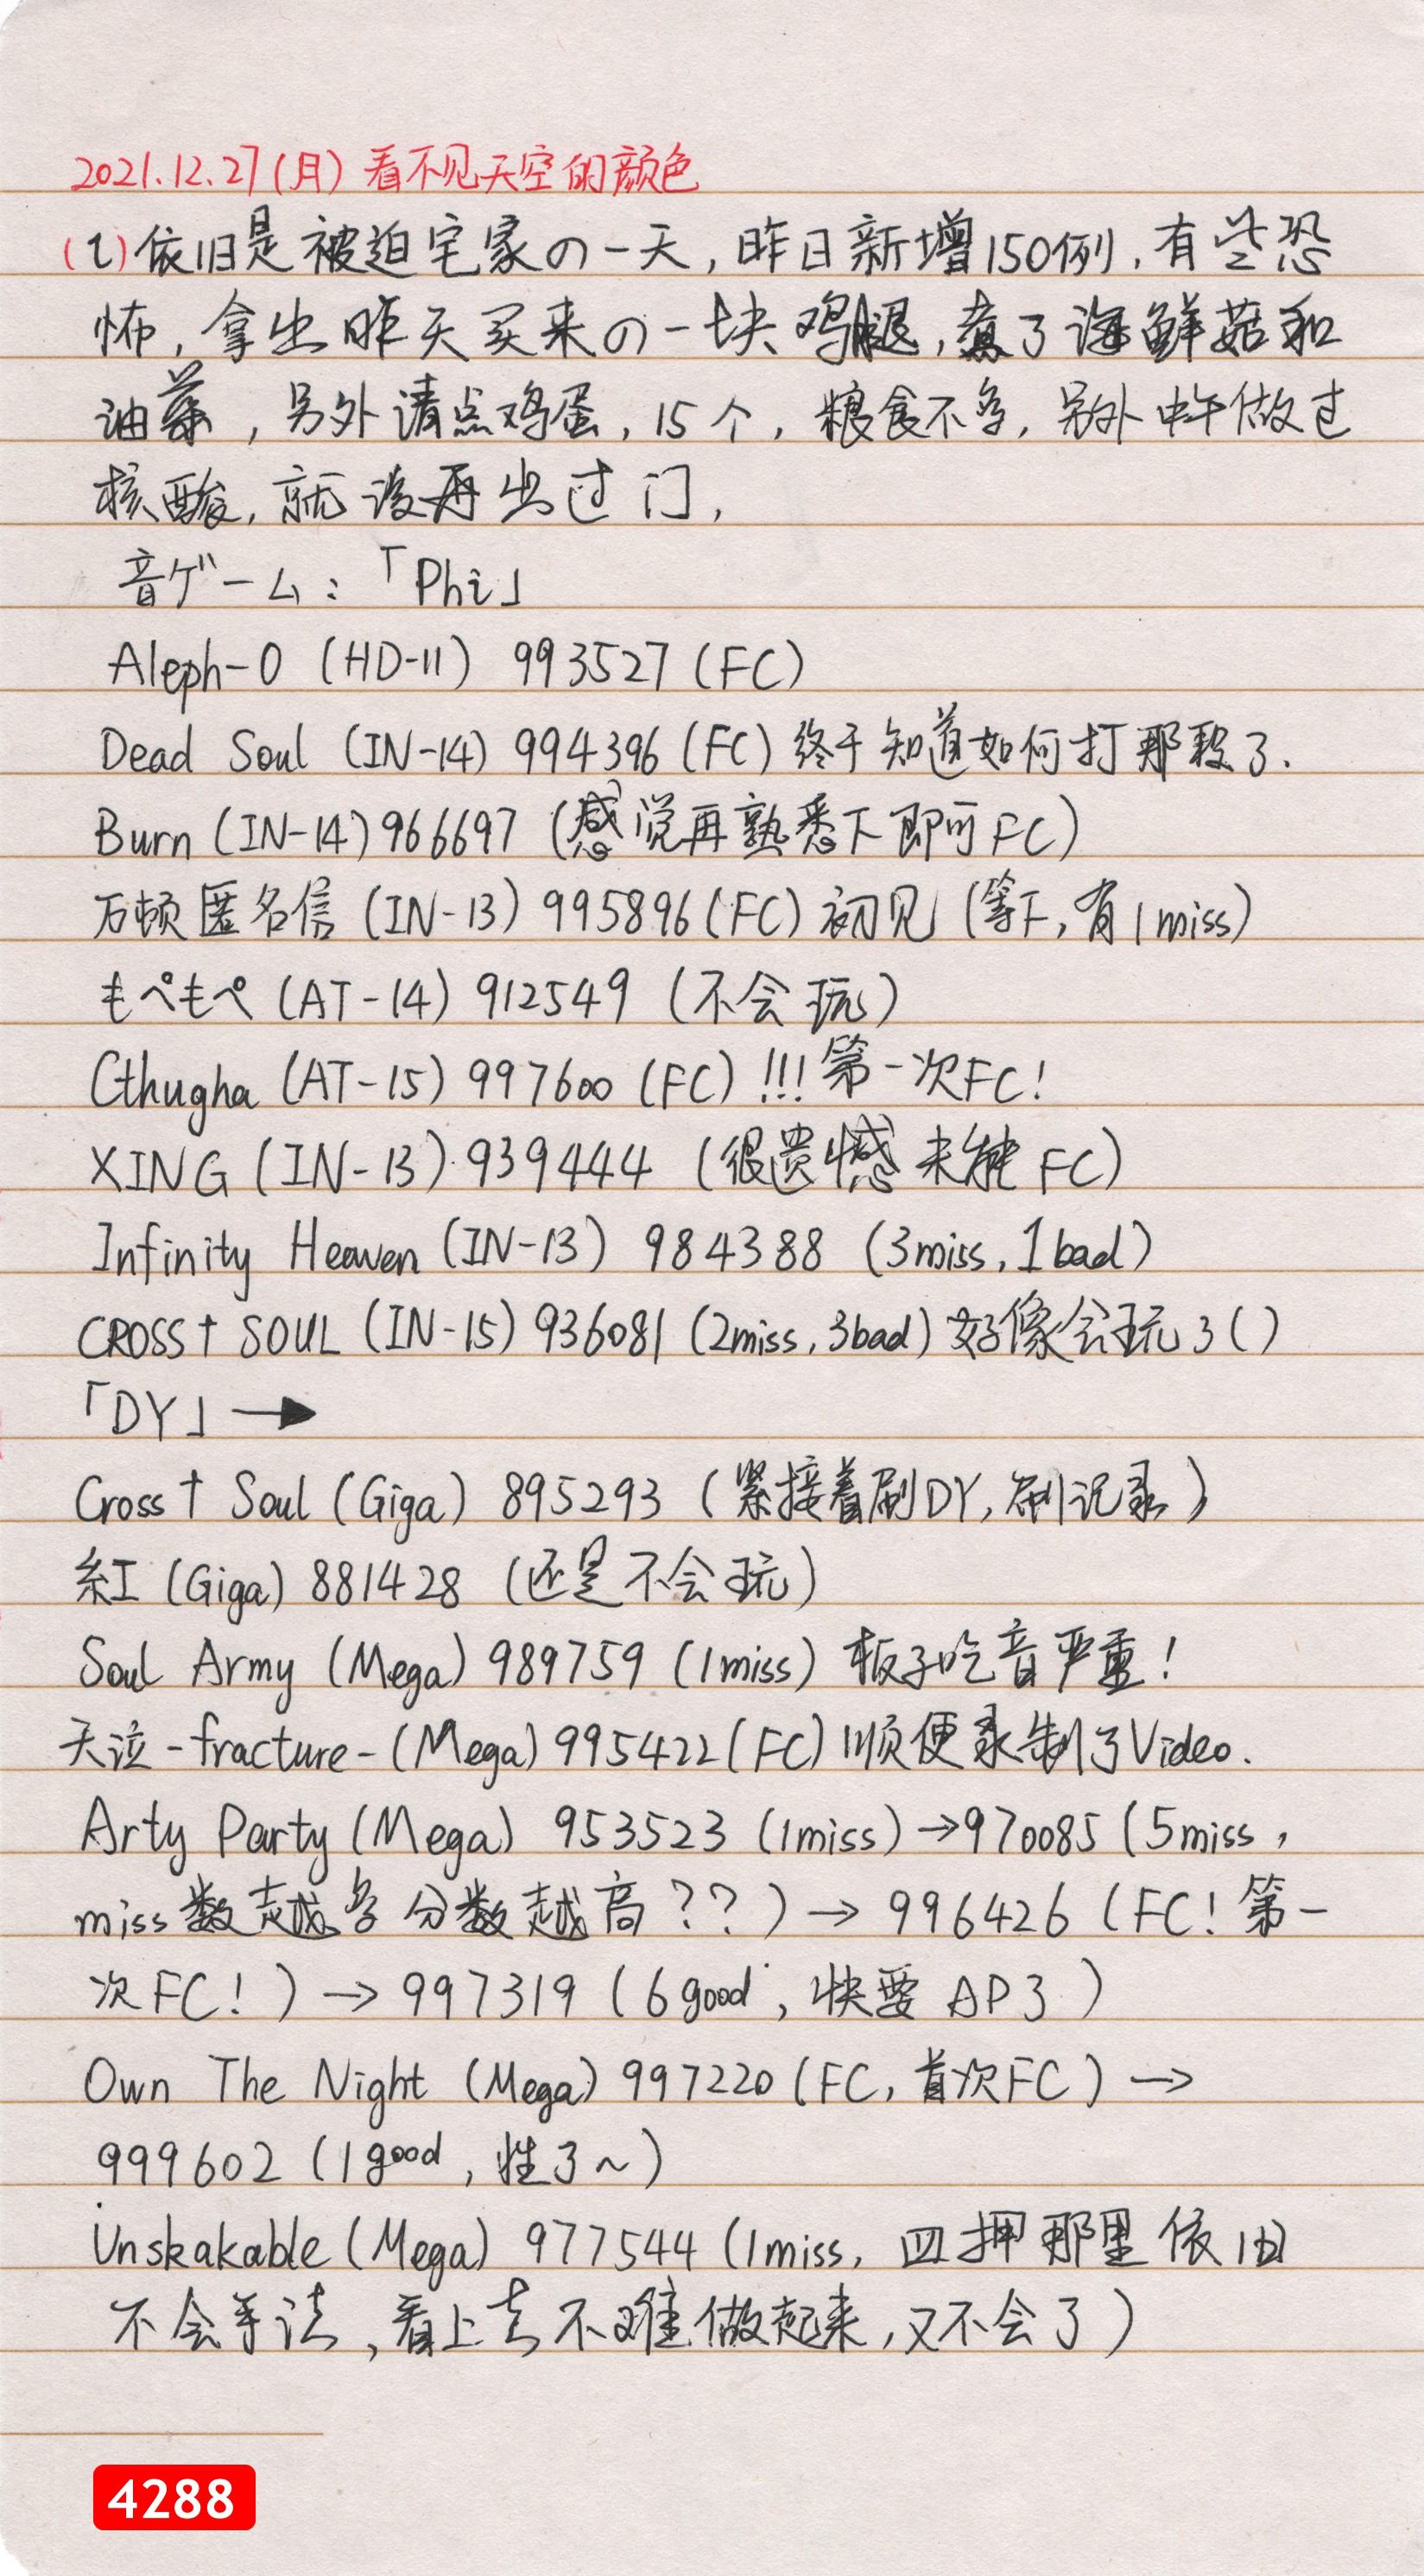 2021.12.27(月) 看不见天空的颜色
(1)依旧是被迫宅家の一天,昨日新增150例,有些恐
怖,拿出昨天买来の一块鸡腿,煮了海鲜菇和
油菜,另外清点鸡蛋,15个,粮食不多,另外中午做过
核酸,就没再出过门,
音ゲーム:「Phi」
Aleph-0 (HD-11) 993527 (FC)
Dead Soul (IN-14) 994396 (FC) 终于知道如何打那段了.
Burn (IN-14) 966697 (感觉再熟悉下即可FC)
万顿匿名信 (IN-13) 995896 (FC) 初见 (等下,有1miss)
もぺもぺ (AT-14) 912549 (不会玩)
Cthugha (AT-15) 997600 (FC) !!! 第一次FC!
XING (IN-13) 939444 (很遗憾未能FC)
Infinity Heaven (IN-13) 984388 (3miss,1bad)
CROSS†SOUL (IN-15) 936081 (2miss,3bad) 好像会玩了()
「DY」→
Cross†Soul (Giga) 895293 (紧接着刷DY,刷记录)
紅 (Giga) 881428 (还是不会玩)
Soul Army (Mega) 989759 (1miss) 板子吃音严重!
天泣-fracture-(Mega) 995422 (FC) 顺便录制了Video.
Arty Party (Mega) 953523 (1miss)→970085 (5miss,
miss数越多分数越高??)→996426 (FC!第一
次FC!)→997319 (6good,快要AP了)
Own The Night (Mega) 997220 (FC,首次FC)→
999602 (1good,性了~)
Unskakable (Mega) 977544 (1miss,四押那里依旧
不会手法,看上去不难做起来,又不会了)
4288